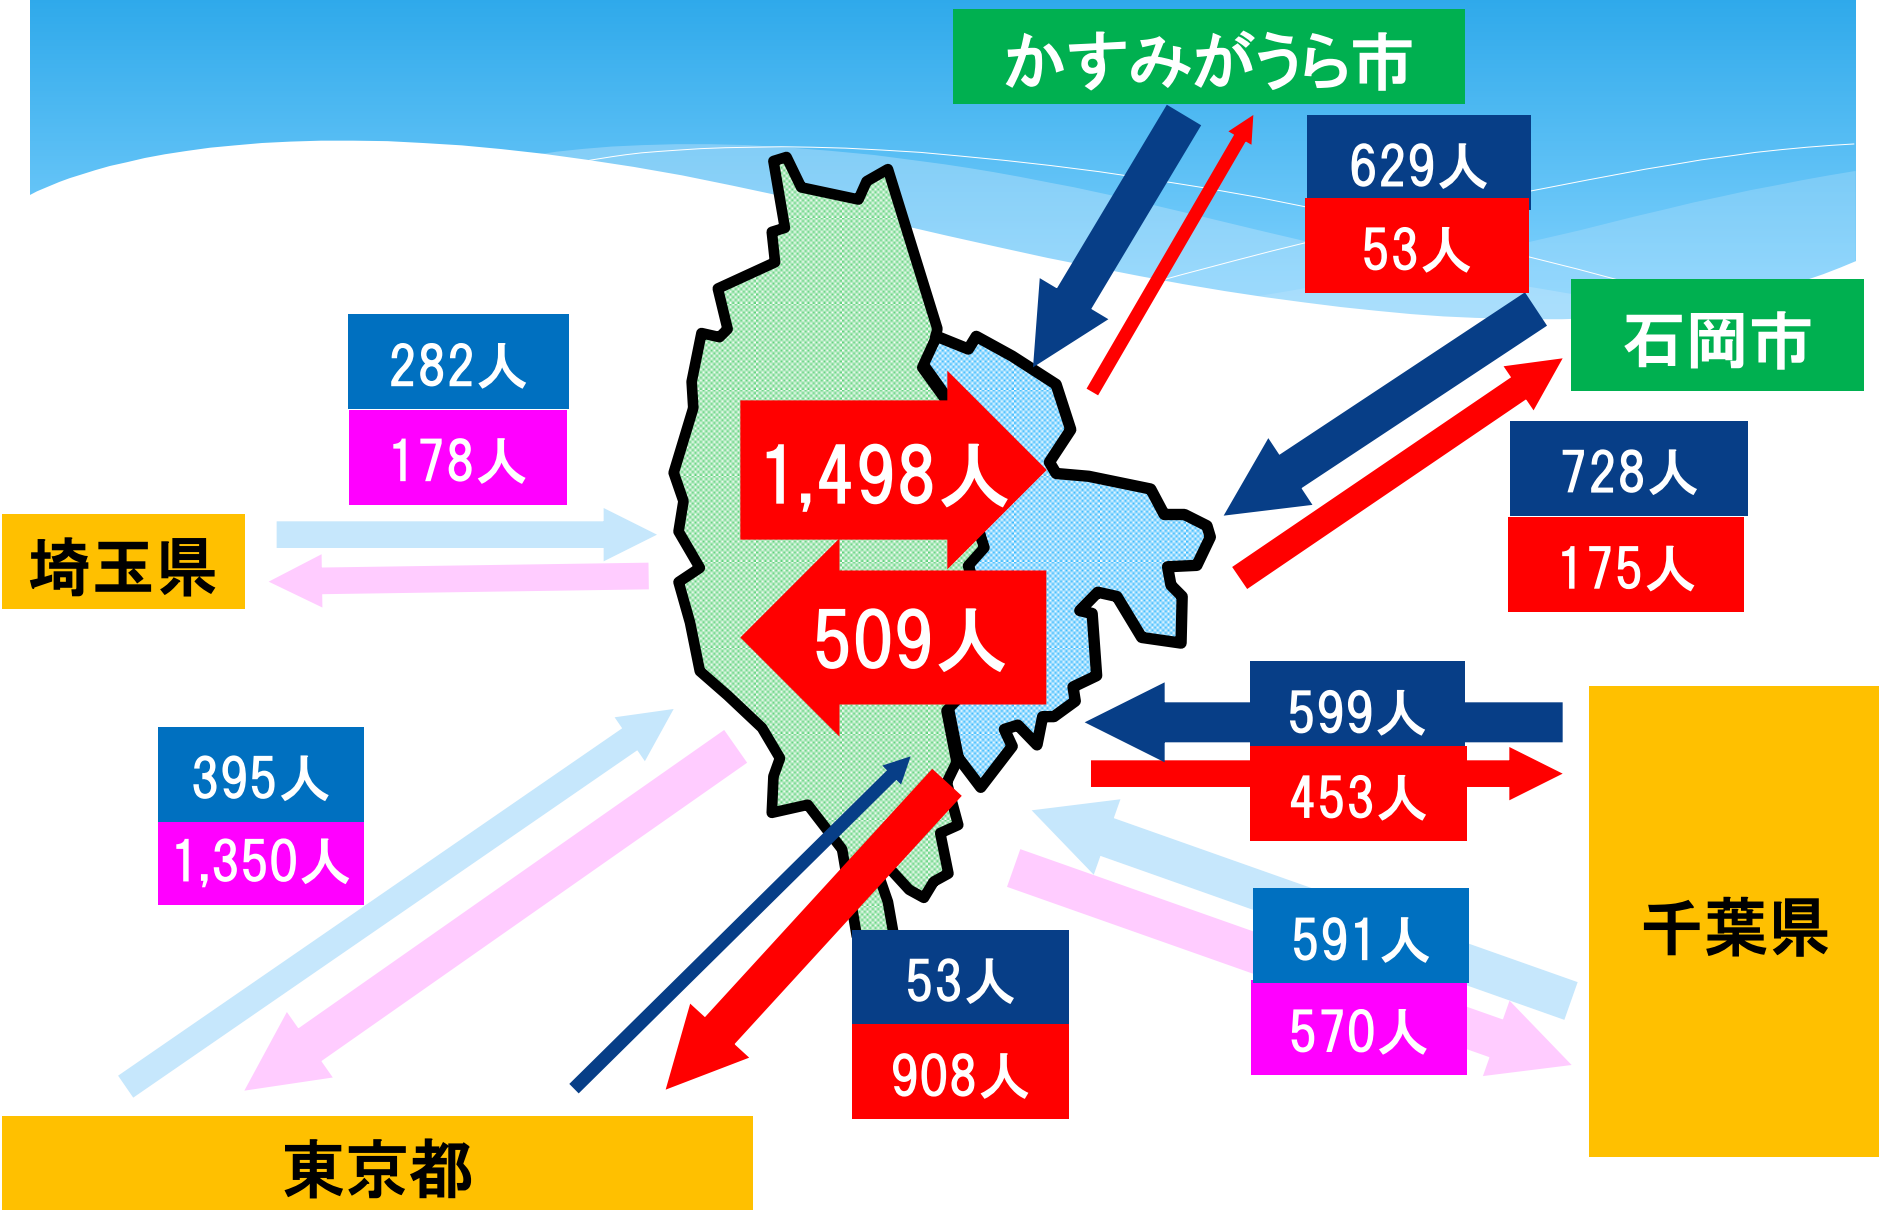 かすみがうら市
629人
53人
石岡市
282人
178人
1,498人
728人
175人
埼玉県
509人
599人
453人
395人
1,350人
591人
570人
千葉県
53人
908人
東京都